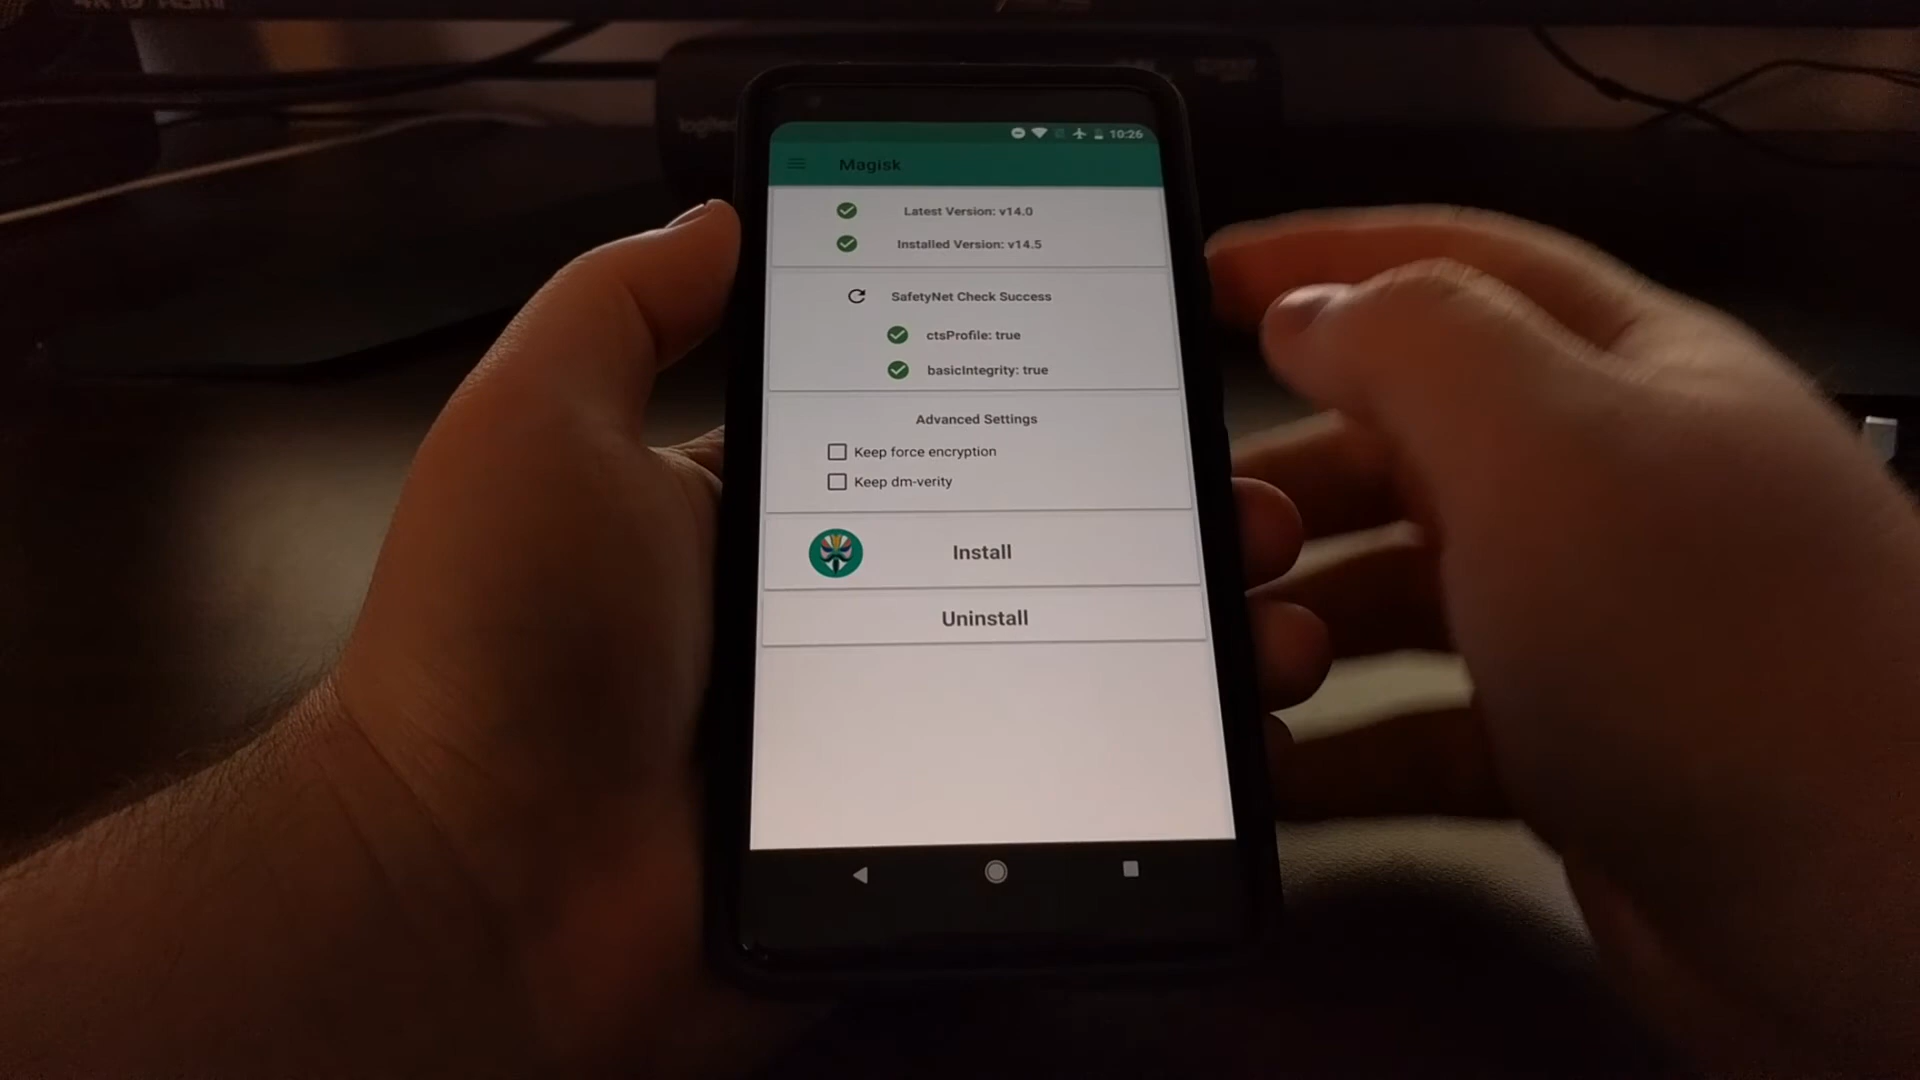 10:26
Magisk
Latest Version: v14.0
Installed Version: v14.5
SafetyNet Check Success
ctsProfile: true
basicIntegrity: true
Advanced Settings
Keep force encryption
Keep dm-verity
Install
Uninstall